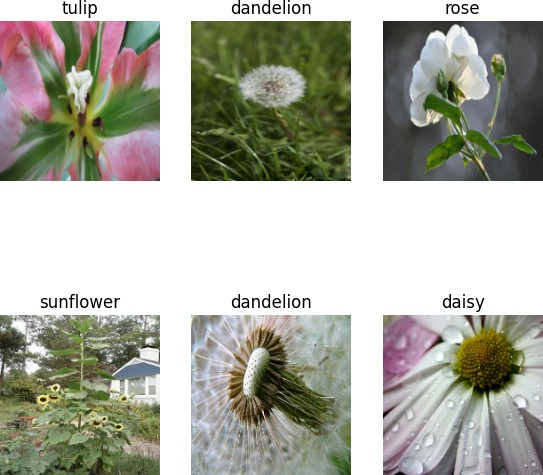 tulip
dandelion
rose
sunflower
dandelion
daisy